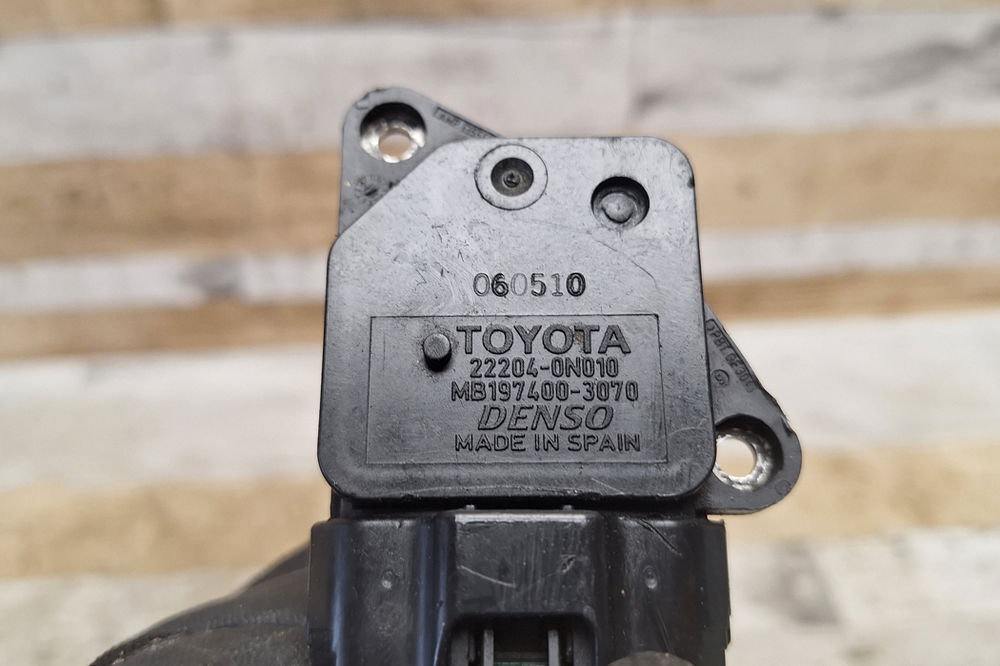 060510
TOYOTA
22204-0N010
MB197400-3070
DENSO
MADE IN SPAIN